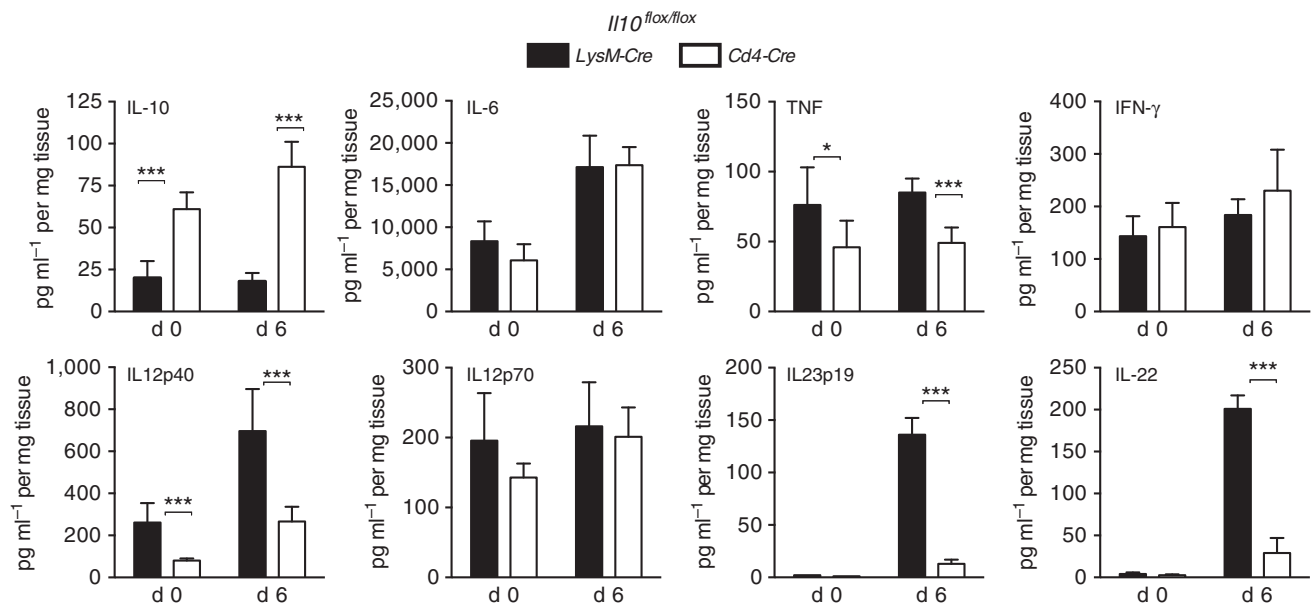 Il10 flox/flox
LysM-Cre Cd4-Cre
IL-10
pg ml−1 per mg tissue
125
100
75
50
25
0
***
***
d 0 d 6
IL-6
pg ml−1 per mg tissue
25,000
20,000
15,000
10,000
5,000
0
d 0 d 6
TNF
pg ml−1 per mg tissue
150
100
50
0
*
***
d 0 d 6
IFN-γ
pg ml−1 per mg tissue
400
300
200
100
0
d 0 d 6
IL12p40
pg ml−1 per mg tissue
1,000
800
600
400
200
0
***
***
d 0 d 6
IL12p70
pg ml−1 per mg tissue
300
200
100
0
d 0 d 6
IL23p19
pg ml−1 per mg tissue
200
150
100
50
0
***
d 0 d 6
IL-22
pg ml−1 per mg tissue
250
200
150
100
50
0
***
d 0 d 6